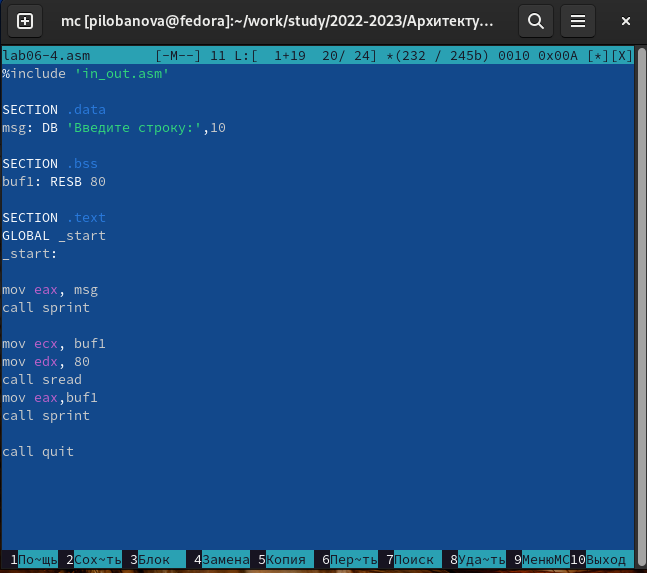 mc [pilobanova@fedora]:~/work/study/2022-2023/Архитекту...
lab06-4.asm [-M--] 11 L:[ 1+19 20/ 24] *(232 / 245b) 0010 0x00A [*][X]
%include 'in_out.asm'
SECTION .data
msg: DB 'Введите строку:',10
SECTION .bss
buf1: RESB 80
SECTION .text
GLOBAL _start
_start:
mov eax, msg
call sprint
mov ecx, buf1
mov edx, 80
call sread
mov eax,buf1
call sprint
call quit
1По~щь 2Сох~ть 3Блок 4Замена 5Копия 6Пер~ть 7Поиск 8Уда~ть 9МенюMC 10Выход